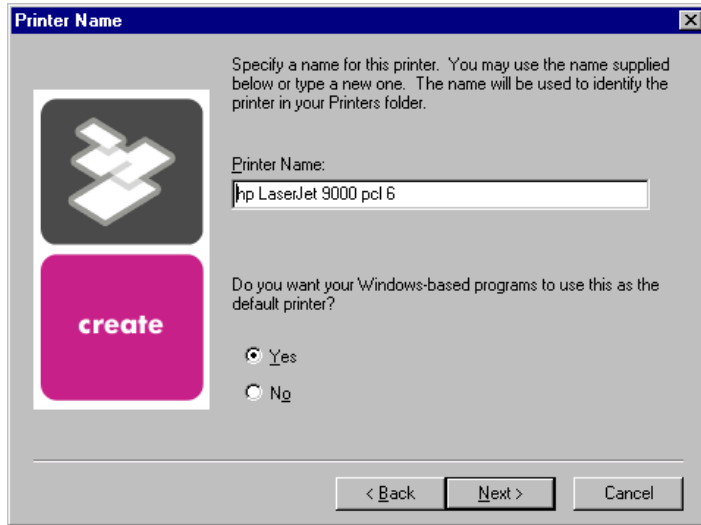 Printer Name
Specify a name for this printer. You may use the name supplied
below or type a new one. The name will be used to identify the
printer in your Printers folder.
Printer Name:
hp LaserJet 9000 pcl 6
Do you want your Windows-based programs to use this as the
default printer?
create
Yes
No
< Back
Next >
Cancel